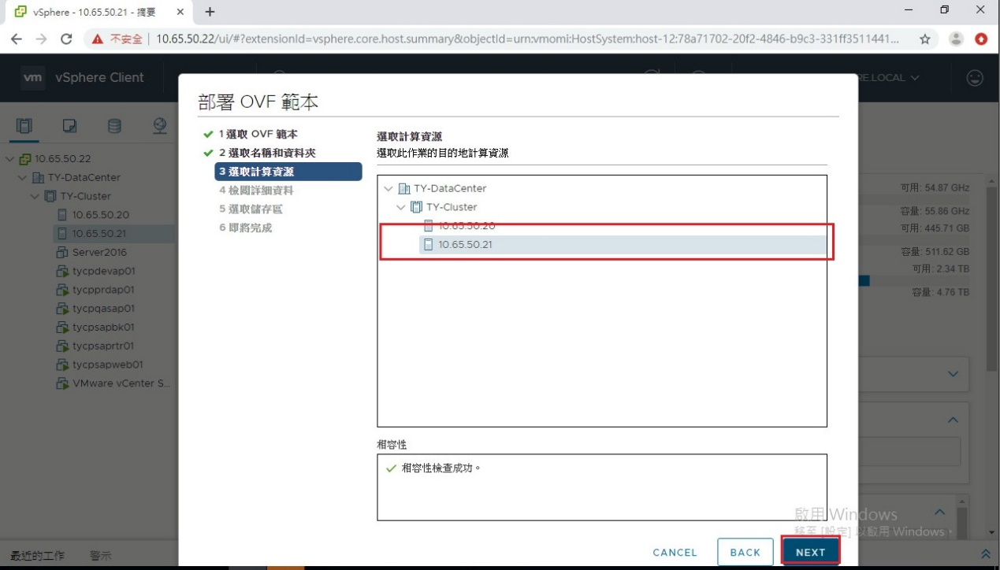 vSphere - 10.65.50.21 - 摘要
不安全 | 10.65.50.22/ui/#?extensionId=vsphere.core.host.summary&objectId=urn:vmomi:HostSystem:host-12:78a71702-20f2-4846-b9c3-331ff3511441...
vm vSphere Client
RE.LOCAL
部署 OVF 範本
1 選取 OVF 範本
2 選取名稱和資料夾
3 選取計算資源
4 檢閱詳細資料
5 選取儲存區
6 即將完成
選取計算資源
選取此作業的目的地計算資源
TY-DataCenter
TY-Cluster
10.65.50.20
10.65.50.21
相容性
相容性檢查成功。
CANCEL
BACK
NEXT
10.65.50.22
TY-DataCenter
TY-Cluster
10.65.50.20
10.65.50.21
Server2016
tycpdevap01
tycpprdap01
tycpqasap01
tycpsapbk01
tycpsaprtr01
tycpsapweb01
VMware vCenter S...
可用: 54.87 GHz
容量: 55.86 GHz
可用: 445.71 GB
容量: 511.62 GB
可用: 2.34 TB
容量: 4.76 TB
啟用 Windows
移至 [設定] 以啟用 Windows。
最近的工作
警示